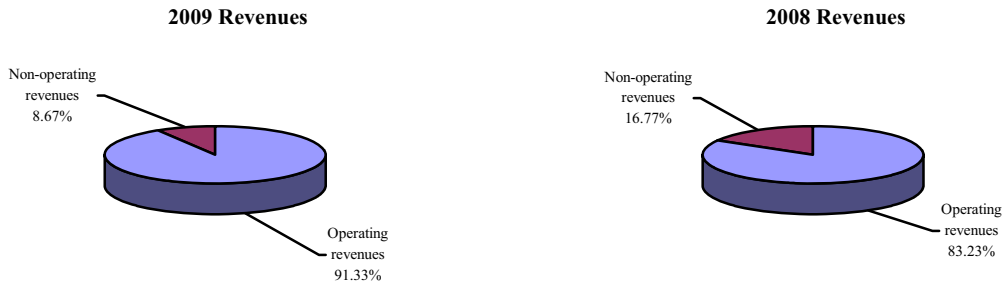 2009 Revenues
Non-operating
revenues
8.67%
Operating
revenues
91.33%
2008 Revenues
Non-operating
revenues
16.77%
Operating
revenues
83.23%